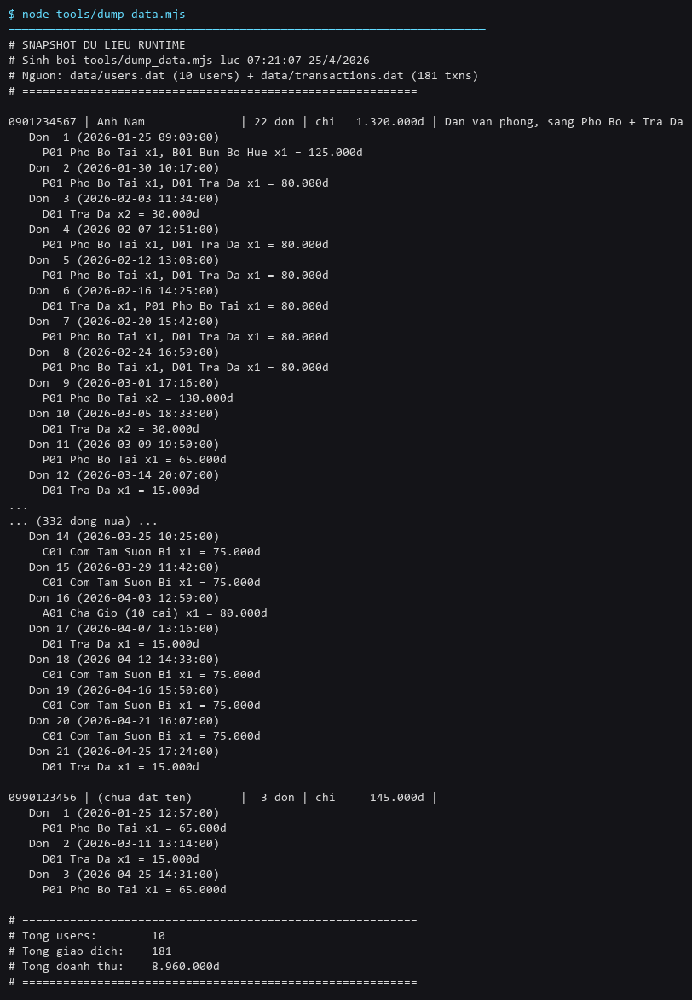 $ node tools/dump_data.mjs
# SNAPSHOT DU LIEU RUNTIME
# Sinh boi tools/dump_data.mjs luc 07:21:07 25/4/2026
# Nguon: data/users.dat (10 users) + data/transactions.dat (181 txns)
# ==========================================================
0901234567 | Anh Nam              | 22 don | chi   1.320.000d | Dan van phong, sang Pho Bo + Tra Da
   Don  1 (2026-01-25 09:00:00)
     P01 Pho Bo Tai x1, B01 Bun Bo Hue x1 = 125.000d
   Don  2 (2026-01-30 10:17:00)
     P01 Pho Bo Tai x1, D01 Tra Da x1 = 80.000d
   Don  3 (2026-02-03 11:34:00)
     D01 Tra Da x2 = 30.000d
   Don  4 (2026-02-07 12:51:00)
     P01 Pho Bo Tai x1, D01 Tra Da x1 = 80.000d
   Don  5 (2026-02-12 13:08:00)
     P01 Pho Bo Tai x1, D01 Tra Da x1 = 80.000d
   Don  6 (2026-02-16 14:25:00)
     D01 Tra Da x1, P01 Pho Bo Tai x1 = 80.000d
   Don  7 (2026-02-20 15:42:00)
     P01 Pho Bo Tai x1, D01 Tra Da x1 = 80.000d
   Don  8 (2026-02-24 16:59:00)
     P01 Pho Bo Tai x1, D01 Tra Da x1 = 80.000d
   Don  9 (2026-03-01 17:16:00)
     P01 Pho Bo Tai x2 = 130.000d
   Don 10 (2026-03-05 18:33:00)
     D01 Tra Da x2 = 30.000d
   Don 11 (2026-03-09 19:50:00)
     P01 Pho Bo Tai x1 = 65.000d
   Don 12 (2026-03-14 20:07:00)
     D01 Tra Da x1 = 15.000d
...
... (332 dong nua) ...
   Don 14 (2026-03-25 10:25:00)
     C01 Com Tam Suon Bi x1 = 75.000d
   Don 15 (2026-03-29 11:42:00)
     C01 Com Tam Suon Bi x1 = 75.000d
   Don 16 (2026-04-03 12:59:00)
     A01 Cha Gio (10 cai) x1 = 80.000d
   Don 17 (2026-04-07 13:16:00)
     D01 Tra Da x1 = 15.000d
   Don 18 (2026-04-12 14:33:00)
     C01 Com Tam Suon Bi x1 = 75.000d
   Don 19 (2026-04-16 15:50:00)
     C01 Com Tam Suon Bi x1 = 75.000d
   Don 20 (2026-04-21 16:07:00)
     C01 Com Tam Suon Bi x1 = 75.000d
   Don 21 (2026-04-25 17:24:00)
     D01 Tra Da x1 = 15.000d
0990123456 | (chua dat ten)       |  3 don | chi     145.000d |
   Don  1 (2026-01-25 12:57:00)
     P01 Pho Bo Tai x1 = 65.000d
   Don  2 (2026-03-11 13:14:00)
     D01 Tra Da x1 = 15.000d
   Don  3 (2026-04-25 14:31:00)
     P01 Pho Bo Tai x1 = 65.000d
# ==========================================================
# Tong users:        10
# Tong giao dich:    181
# Tong doanh thu:    8.960.000d
# ==========================================================